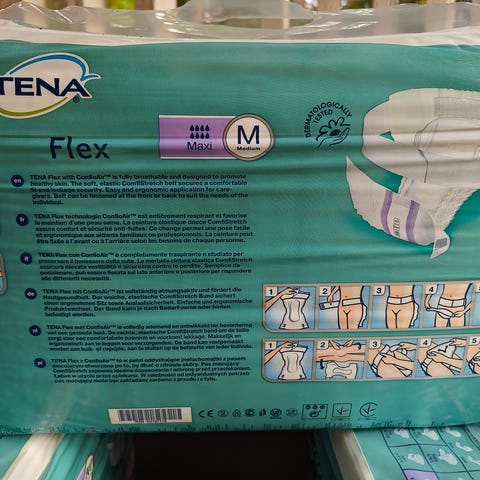 TENA
Flex
Maxi
M
Medium
DERMATOLOGICALLY TESTED
en
TENA Flex with ConfioAir™ is fully breathable and designed to promote
healthy skin. The soft, elastic ComfiStretch belt secures a comfortable
fit and leakage security. Easy and ergonomic application for care-
givers. Belt can be fastened at the front or back to suit the needs of the
individual.
fr
TENA Flex technologie ConfioAir™ est entièrement respirant et favorise
le maintien d'une peau saine. La ceinture élastique douce ComfiStretch
assure confort et sécurité anti-fuites. Ce change permet une pose facile
et ergonomique aux aidants familiaux ou professionnels. La ceinture peut
être fixée à l'avant ou à l'arrière selon les besoins de chaque personne.
it
TENA Flex con ConfioAir™ è completamente traspirante e studiato per
preservare il benessere della cute. La morbida cintura elastica ComfiStretch
assicura elevata vestibilità e sicurezza contro le perdite. Semplice da
posizionare, può essere fissata sul lato anteriore o posteriore per rispondere
alle differenti necessità.
de
TENA Flex mit ConfioAir™ ist vollständig atmungsaktiv und fördert die
Hautgesundheit. Der weiche, elastische ComfiStretch Bund sichert
einen angenehmen Sitz sowie Auslaufsicherheit. Einfache und ergonomische
Produktwechsel. Der Bund kann je nach Bedarf vorne oder hinten
befestigt werden.
nl
TENA Flex met ConfioAir™ is volledig ademend en ontwikkeld ter bevordering
van een gezonde huid. De zachte, elastische ComfiStretch band om de taille
zorgt voor een comfortabele pasvorm en voorkomt lekkage. Makkelijk en
ergonomisch aan te leggen voor verzorgenden. De band kan vastgemaakt
worden aan buik- of rugzijde, afgestemd op de behoeften van ieder individu.
pl
TENA Flex z ConfioAir™ to w pełni oddychające pieluchomajtki z pasem
mocującym stworzone po to, by dbać o zdrowie skóry. Pas mocujący
ComfiStretch zapewnia idealne dopasowanie i ochronę przed przeciekaniem.
Łatwe w użyciu przez opiekuna. W zależności od indywidualnych potrzeb
pas mocujący może być zakładany zarówno z przodu jak i z tyłu.
1 2 3 4
1 2 3 4 5
CE